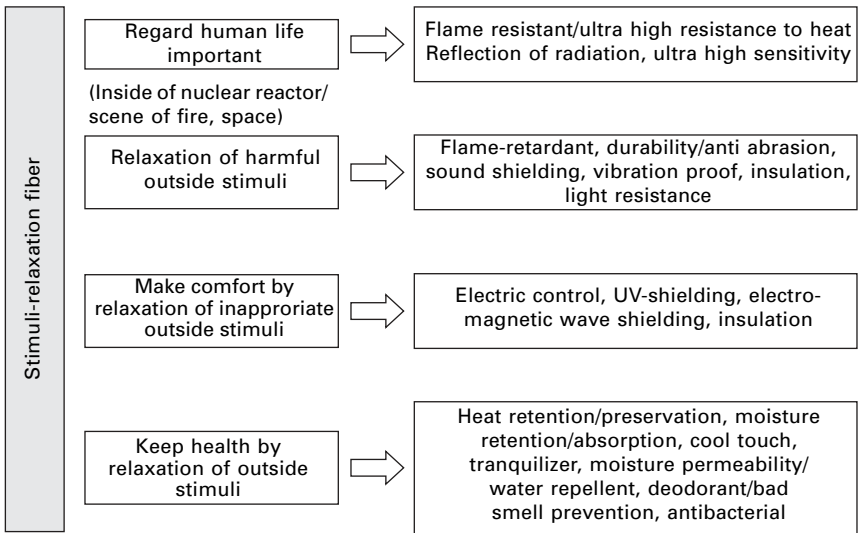 Stimuli-relaxation fiber
Regard human life
important
Flame resistant/ultra high resistance to heat
Reflection of radiation, ultra high sensitivity
(Inside of nuclear reactor/
scene of fire, space)
Relaxation of harmful
outside stimuli
Flame-retardant, durability/anti abrasion,
sound shielding, vibration proof, insulation,
light resistance
Make comfort by
relaxation of inapproriate
outside stimuli
Electric control, UV-shielding, electro-
magnetic wave shielding, insulation
Keep health by
relaxation of outside
stimuli
Heat retention/preservation, moisture
retention/absorption, cool touch,
tranquilizer, moisture permeability/
water repellent, deodorant/bad
smell prevention, antibacterial